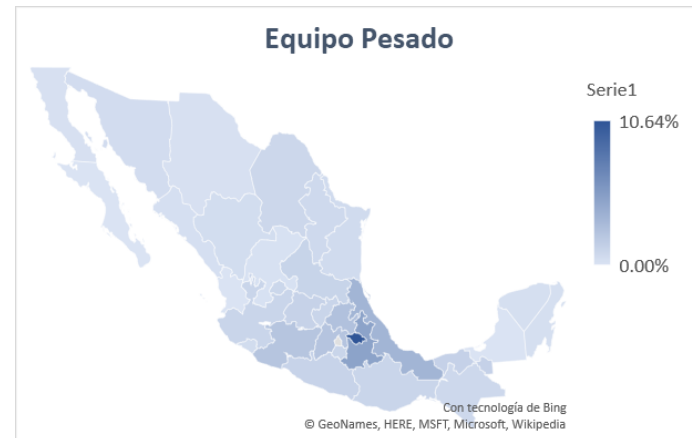 Equipo Pesado
Serie1
10.64%
0.00%
Con tecnología de Bing
© GeoNames, HERE, MSFT, Microsoft, Wikipedia